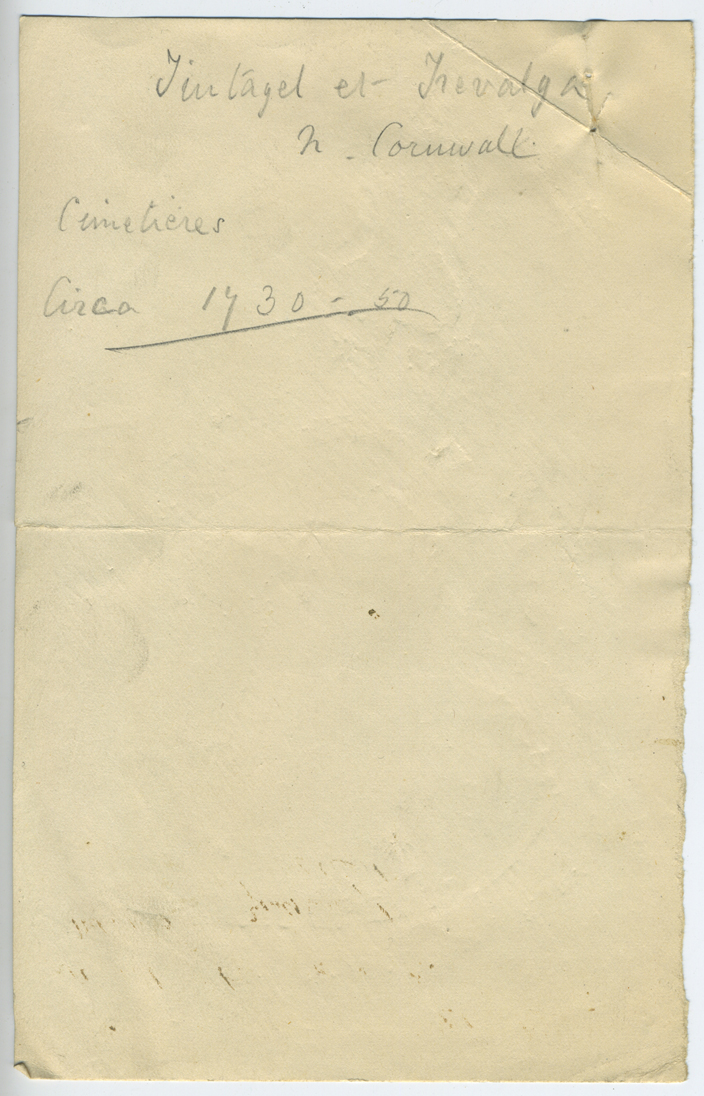 Tintagel et Trevalga
N. Cornwall.
Cimetières
Circa 1730 - 50